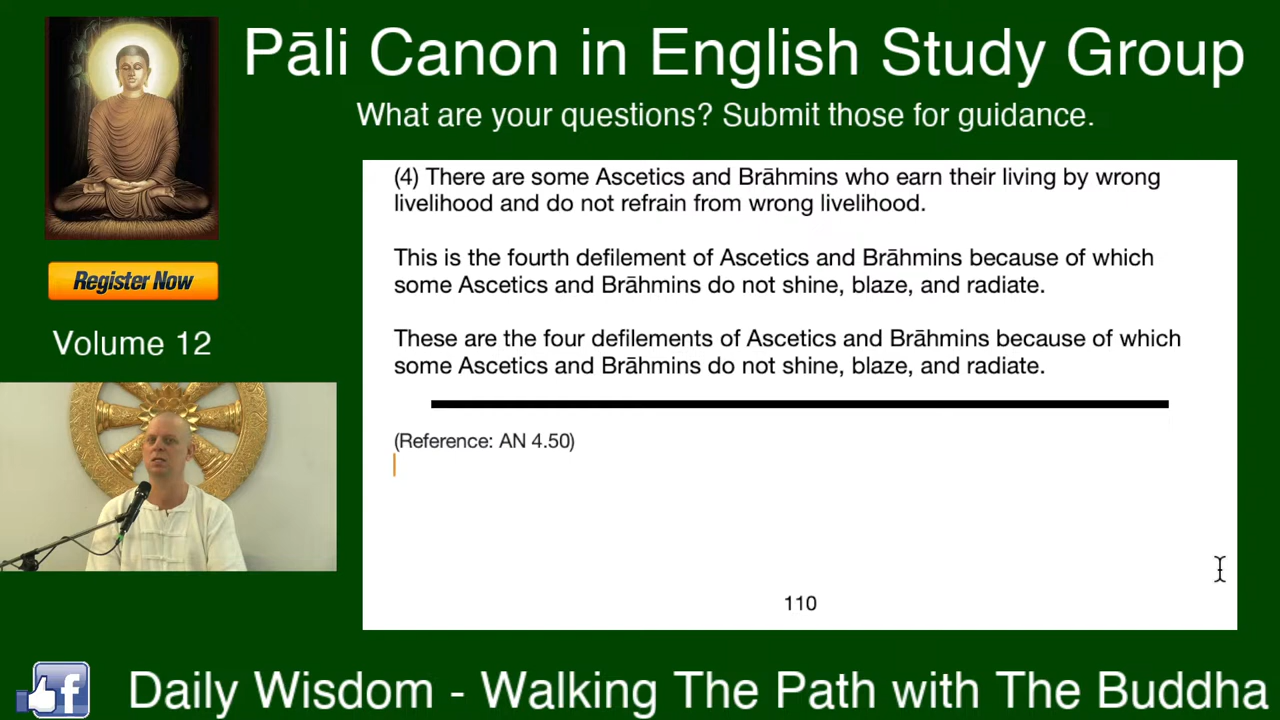 Pāli Canon in English Study Group
What are your questions? Submit those for guidance.
Register Now
Volume 12
(4) There are some Ascetics and Brāhmins who earn their living by wrong
livelihood and do not refrain from wrong livelihood.
This is the fourth defilement of Ascetics and Brāhmins because of which
some Ascetics and Brāhmins do not shine, blaze, and radiate.
These are the four defilements of Ascetics and Brāhmins because of which
some Ascetics and Brāhmins do not shine, blaze, and radiate.
(Reference: AN 4.50)
110
f
Daily Wisdom - Walking The Path with The Buddha